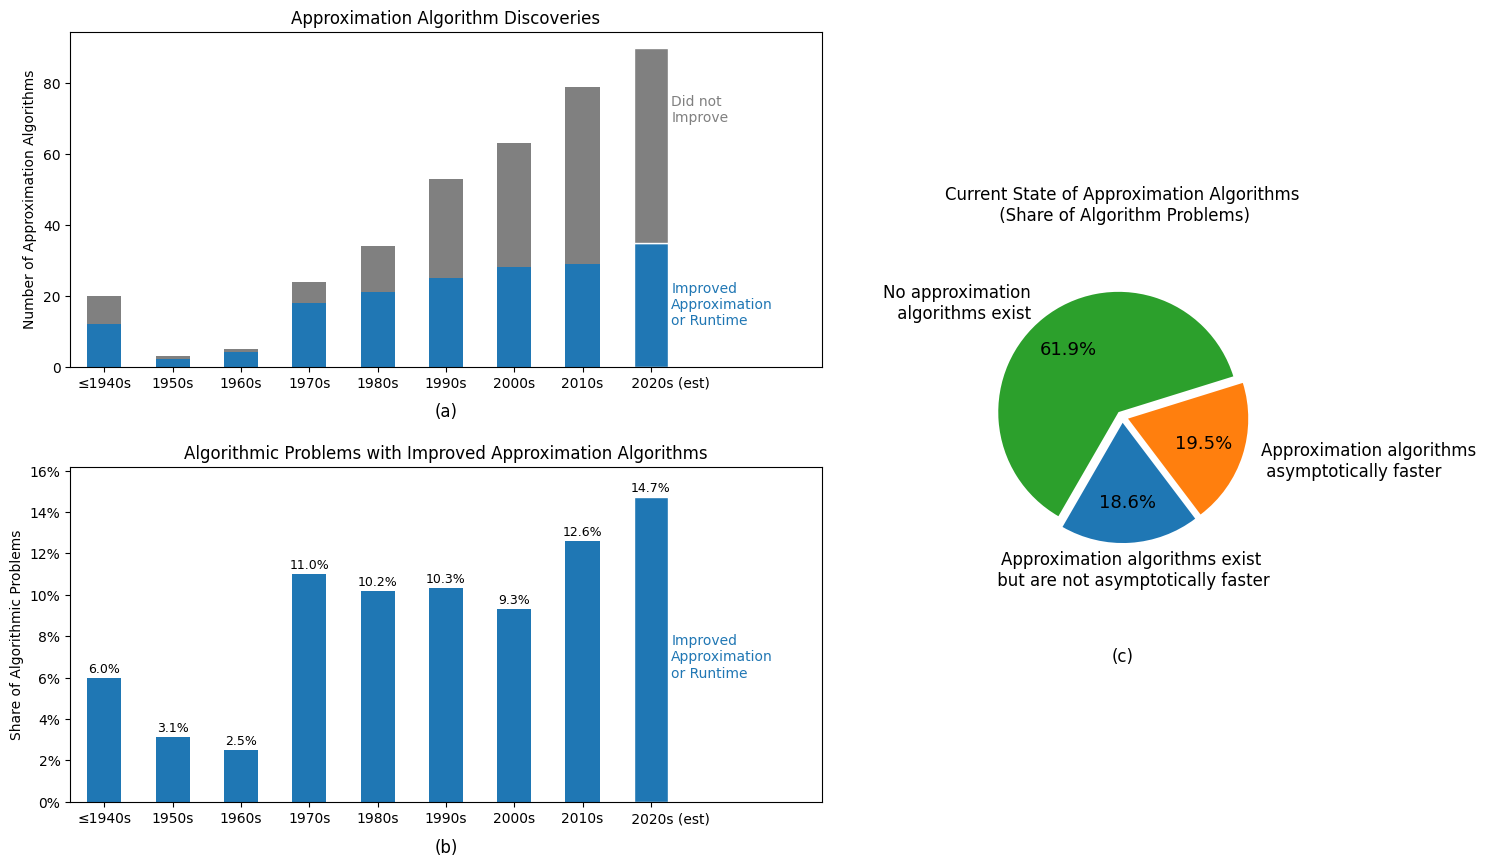 Approximation Algorithm Discoveries
Number of Approximation Algorithms
80
60
40
20
0
Did not
Improve
Improved
Approximation
or Runtime
≤1940s 1950s 1960s 1970s 1980s 1990s 2000s 2010s 2020s (est)
(a)
Algorithmic Problems with Improved Approximation Algorithms
Share of Algorithmic Problems
16%
14%
12%
10%
8%
6%
4%
2%
0%
6.0%
3.1%
2.5%
11.0%
10.2%
10.3%
9.3%
12.6%
14.7%
Improved
Approximation
or Runtime
≤1940s 1950s 1960s 1970s 1980s 1990s 2000s 2010s 2020s (est)
(b)
Current State of Approximation Algorithms
(Share of Algorithm Problems)
No approximation
algorithms exist
61.9%
19.5%
Approximation algorithms
asymptotically faster
18.6%
Approximation algorithms exist
but are not asymptotically faster
(c)